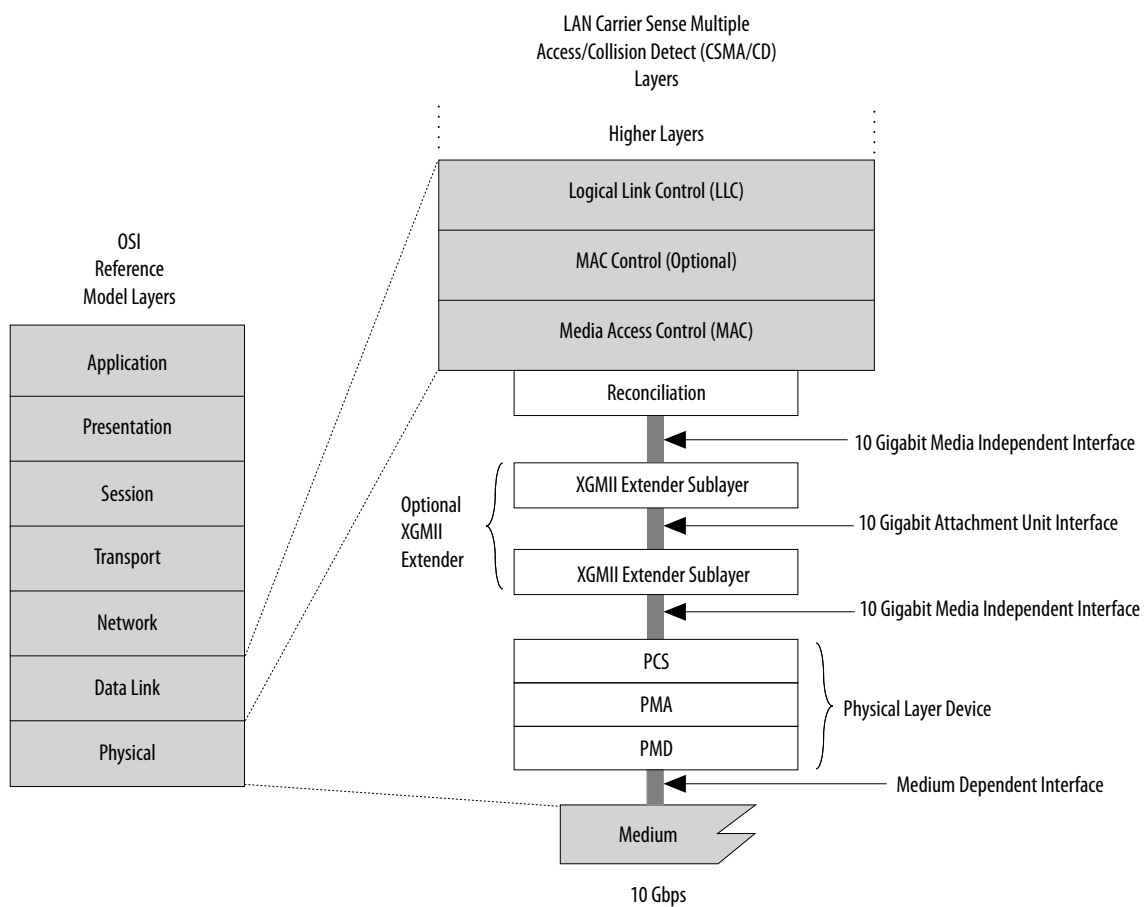 LAN Carrier Sense Multiple
Access/Collision Detect (CSMA/CD)
Layers
Higher Layers
Logical Link Control (LLC)
MAC Control (Optional)
Media Access Control (MAC)
Reconciliation
10 Gigabit Media Independent Interface
XGMII Extender Sublayer
Optional
XGMII
Extender
10 Gigabit Attachment Unit Interface
XGMII Extender Sublayer
10 Gigabit Media Independent Interface
PCS
PMA
PMD
Physical Layer Device
Medium Dependent Interface
Medium
10 Gbps
OSI
Reference
Model Layers
Application
Presentation
Session
Transport
Network
Data Link
Physical